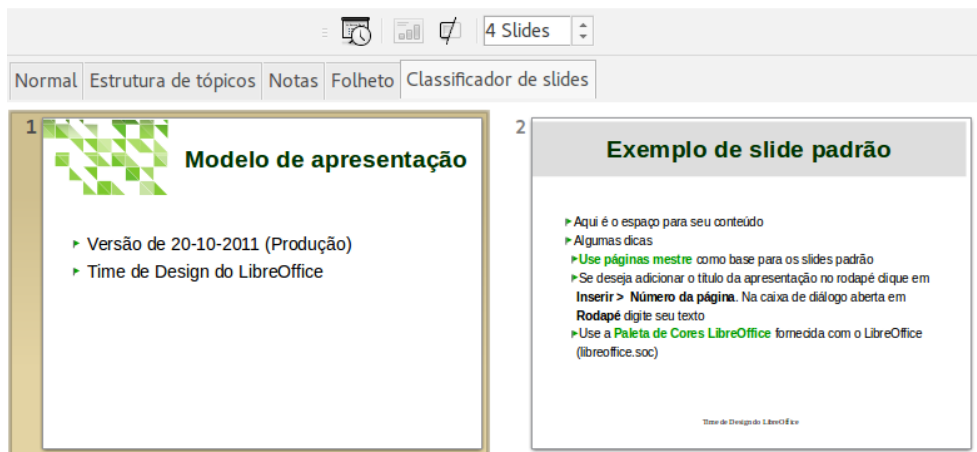 4 Slides
Normal Estrutura de tópicos Notas Folheto Classificador de slides
1
Modelo de apresentação
Versão de 20-10-2011 (Produção)
Time de Design do LibreOffice
2
Exemplo de slide padrão
Aqui é o espaço para seu conteúdo
Algumas dicas
Use páginas mestre como base para os slides padrão
Se deseja adicionar o título da apresentação no rodapé clique em
Inserir > Número da página. Na caixa de diálogo aberta em
Rodapé digite seu texto
Use a Paleta de Cores LibreOffice fornecida com o LibreOffice
(libreoffice.soc)
Time de Design do LibreOffice